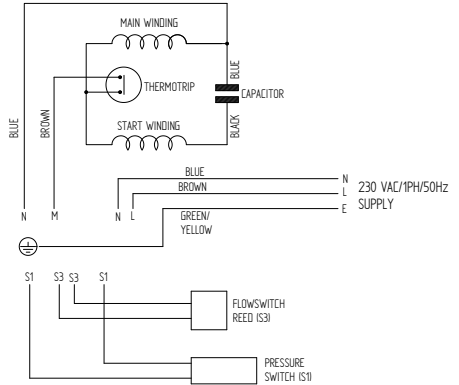 MAIN WINDING
THERMOTRIP
BLUE
CAPACITOR
START WINDING
BLACK
BLUE
BROWN
BLUE
BROWN
N
L
E
230 VAC/1PH/50Hz
SUPPLY
N M N L
GREEN/
YELLOW
S1 S3 S3 S1
FLOWSWITCH
REED (S3)
PRESSURE
SWITCH (S1)